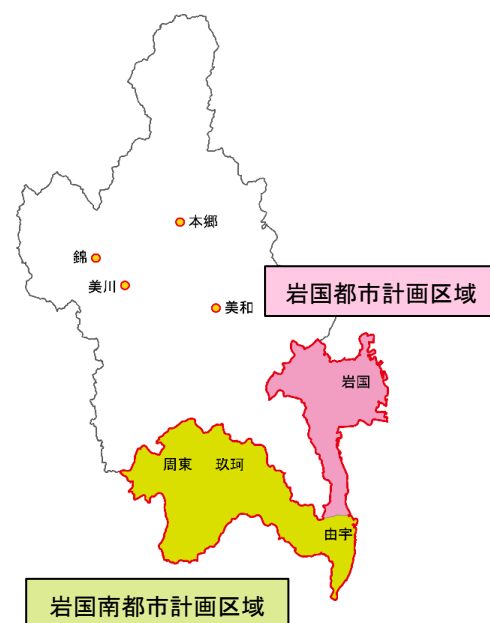 本郷
錦
美川
美和
岩国都市計画区域
岩国
周東
玖珂
由宇
岩国南都市計画区域